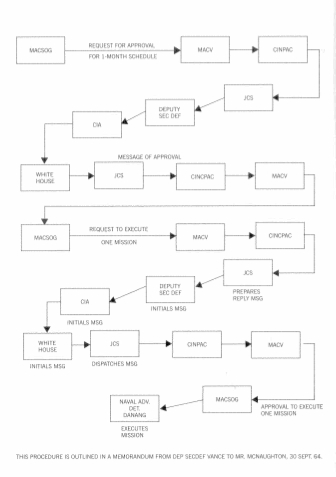 MACSOG
REQUEST FOR APPROVAL
FOR 1-MONTH SCHEDULE
MACV
CINPAC
JCS
DEPUTY
SEC DEF
CIA
WHITE
HOUSE
MESSAGE OF APPROVAL
JCS
CINCPAC
MACV
MACSOG
REQUEST TO EXECUTE
ONE MISSION
MACV
CINCPAC
JCS
PREPARES
REPLY MSG
DEPUTY
SEC DEF
INITIALS MSG
CIA
INITIALS MSG
WHITE
HOUSE
INITIALS MSG
JCS
DISPATCHES MSG
CINPAC
MACV
APPROVAL TO EXECUTE
ONE MISSION
MACSOG
NAVAL ADV.
DET.
DANANG
EXECUTES
MISSION
THIS PROCEDURE IS OUTLINED IN A MEMORANDUM FROM DEP SECDEF VANCE TO MR. MCNAUGHTON, 30 SEPT. 64.